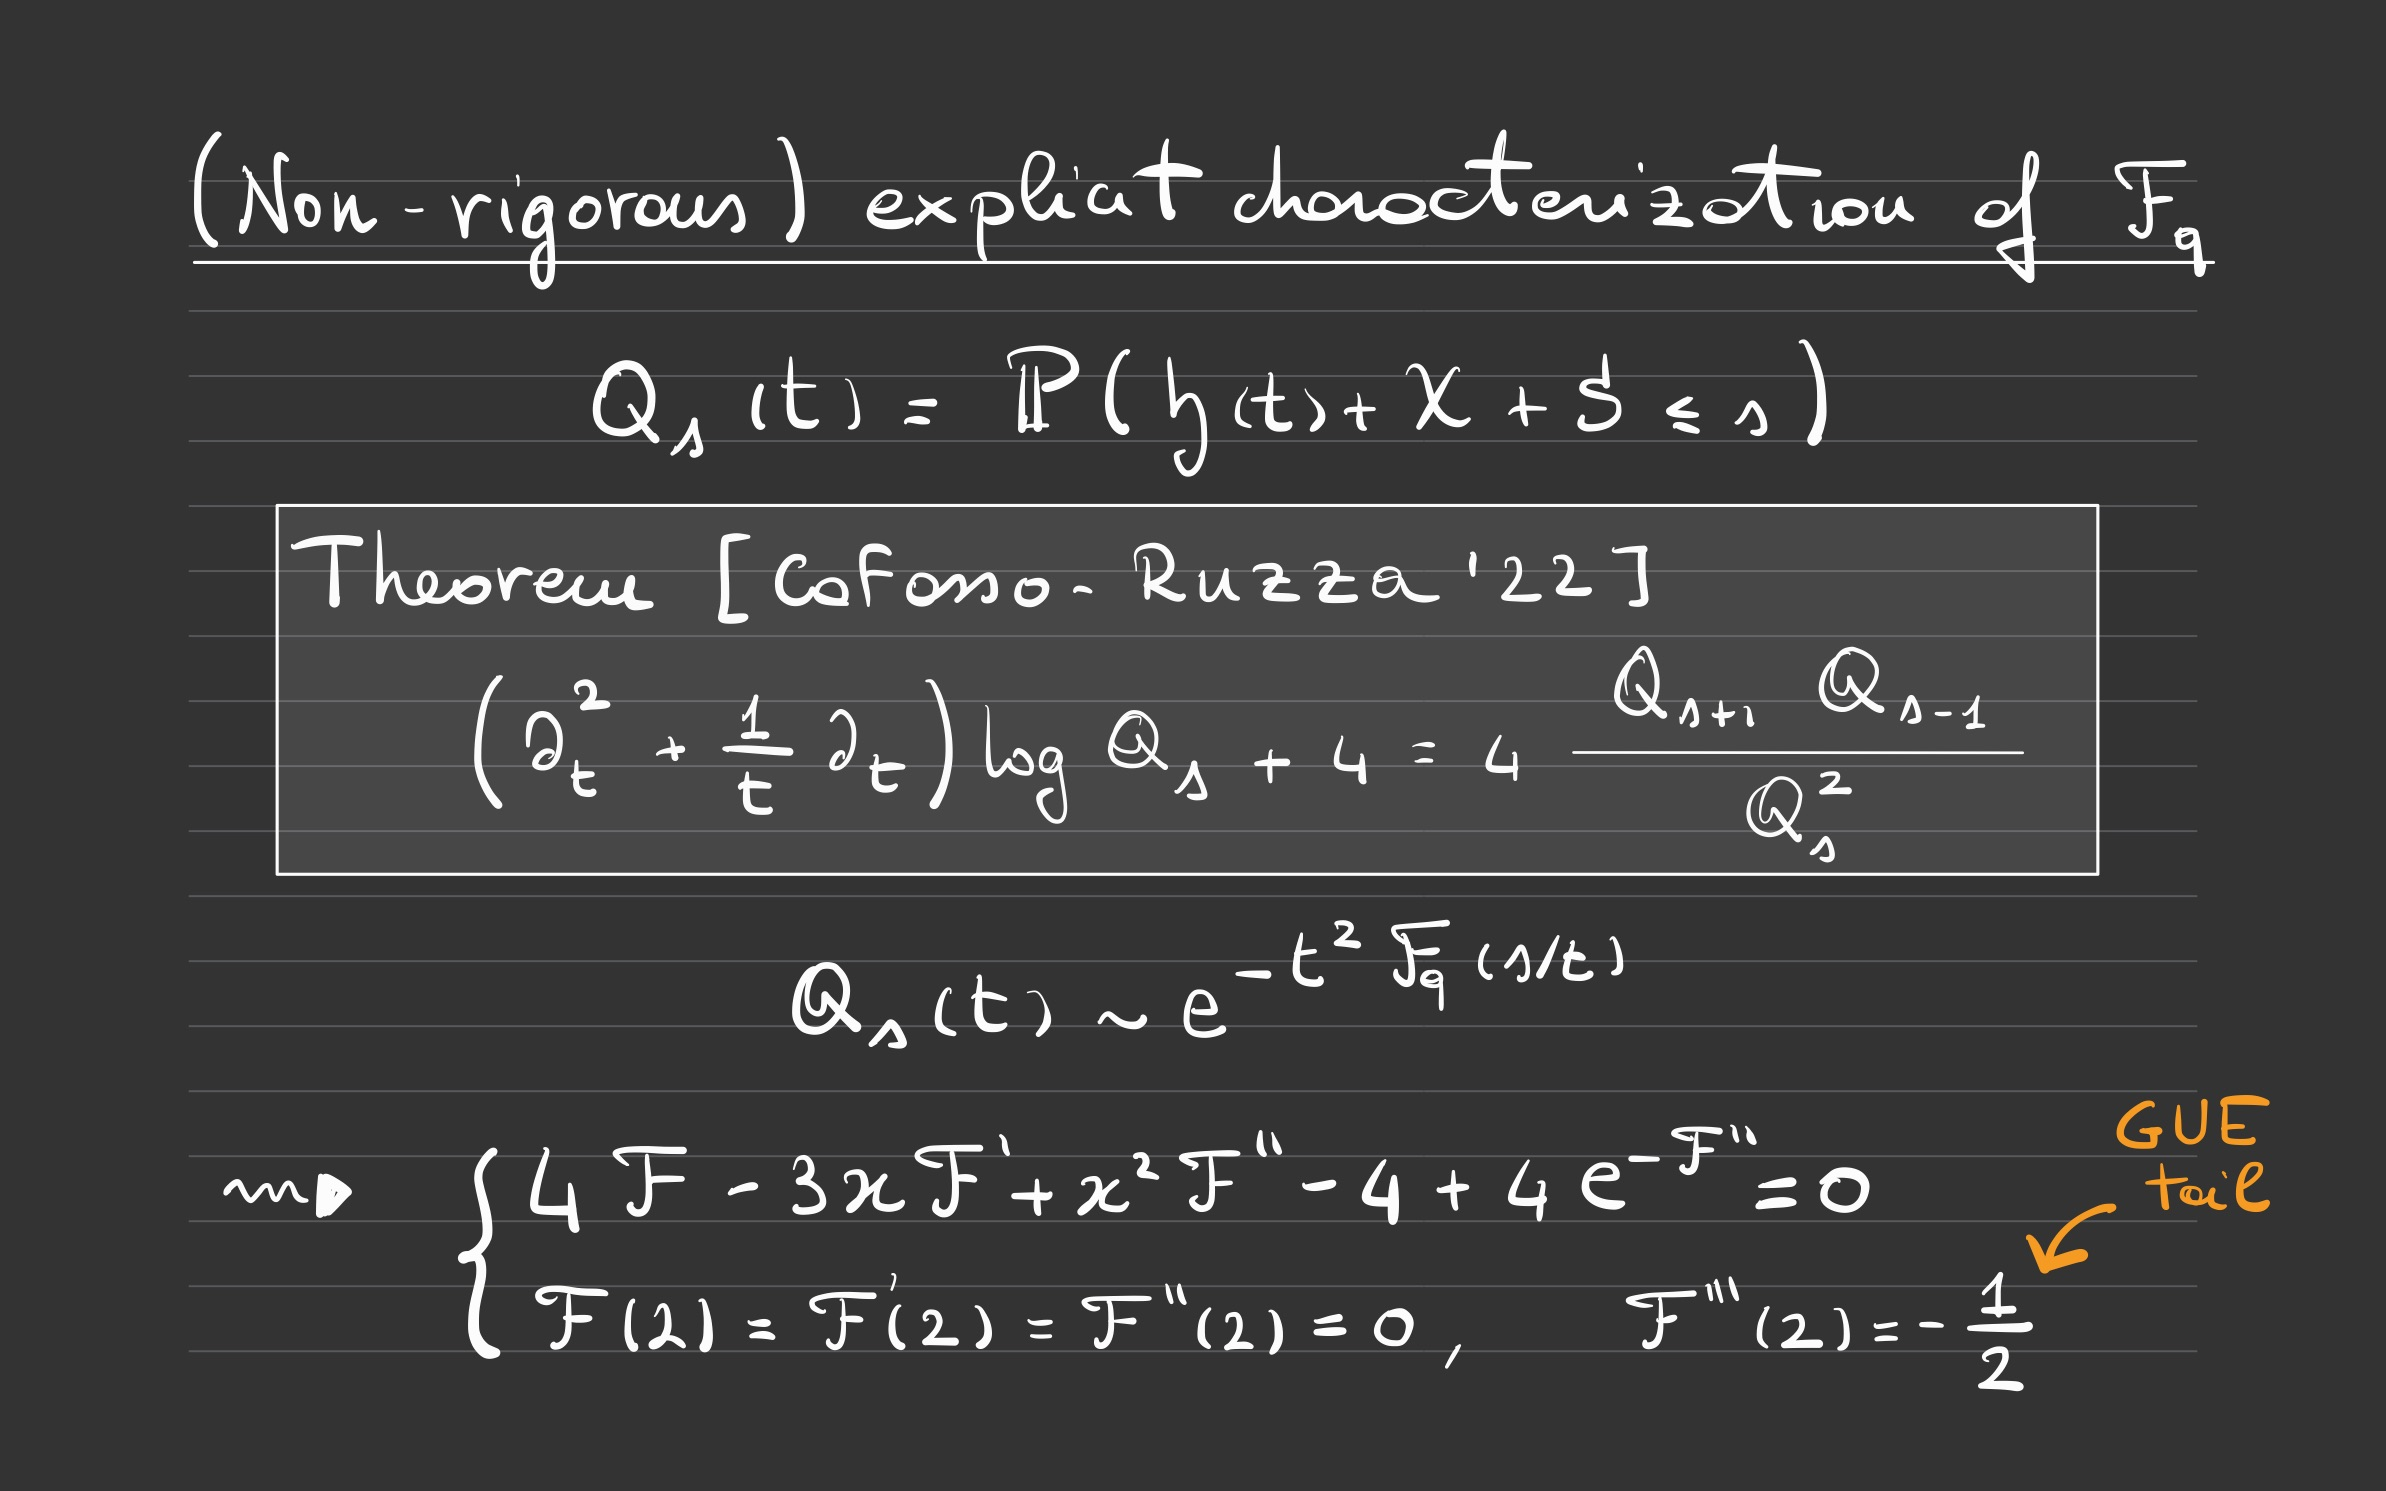 (Non-rigorous) explicit characterization of 𝓕_q
Q_s(t) = ℙ(𝔥(t) + χ + S ≤ s)
Theorem [Cafasso-Ruzza '22]
(∂_t^2 + 1/t ∂_t) log Q_s + 4 = 4 Q_{s+1} Q_{s-1} / Q_s^2
Q_s(t) ~ e^{-t^2 𝓕_q(s/t)}
⇝ { 4𝓕 - 3x𝓕' + x^2 𝓕'' - 4 + 4e^{-𝓕''} = 0
𝓕(2) = 𝓕'(2) = 𝓕''(2) = 0, 𝓕'''(2) = -1/2
GUE
tail